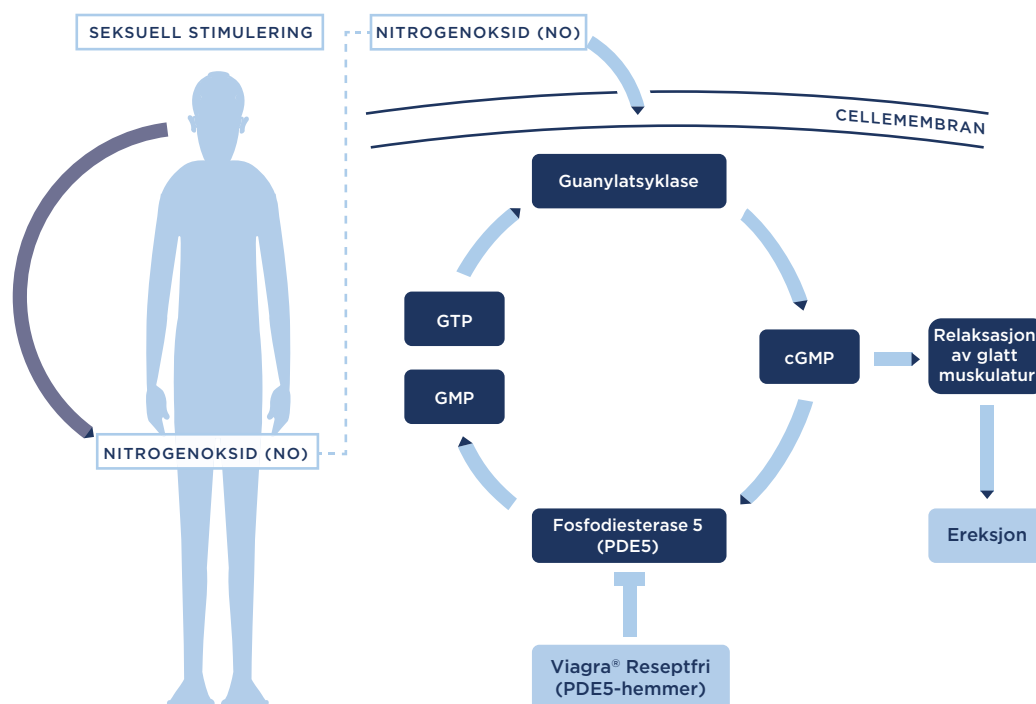 SEKSUELL STIMULERING
NITROGENOKSID (NO)
CELLEMEMBRAN
Guanylatsyklase
GTP
cGMP
Relaksasjon
av glatt
muskulatur
GMP
NITROGENOKSID (NO)
Fosfodiesterase 5
(PDE5)
Ereksjon
Viagra® Reseptfri
(PDE5-hemmer)